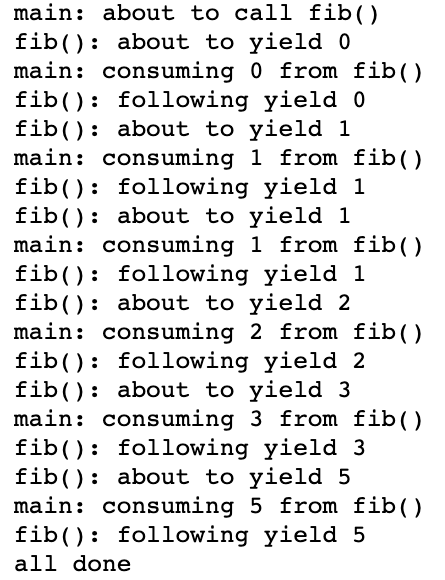 main: about to call fib()
fib(): about to yield 0
main: consuming 0 from fib()
fib(): following yield 0
fib(): about to yield 1
main: consuming 1 from fib()
fib(): following yield 1
fib(): about to yield 1
main: consuming 1 from fib()
fib(): following yield 1
fib(): about to yield 2
main: consuming 2 from fib()
fib(): following yield 2
fib(): about to yield 3
main: consuming 3 from fib()
fib(): following yield 3
fib(): about to yield 5
main: consuming 5 from fib()
fib(): following yield 5
all done